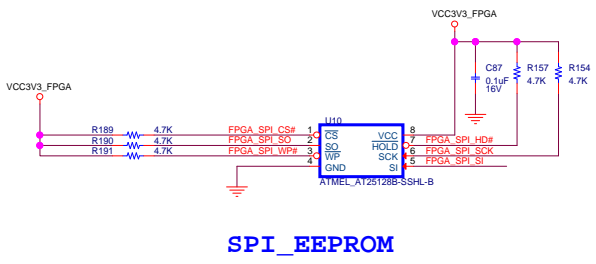 VCC3V3_FPGA
C87
0.1uF
16V
R157
4.7K
R154
4.7K
VCC3V3_FPGA
U10
R189 4.7K FPGA_SPI_CS# 1 CS VCC 8
R190 4.7K FPGA_SPI_SO 2 SO HOLD 7 FPGA_SPI_HD#
R191 4.7K FPGA_SPI_WP# 3 WP SCK 6 FPGA_SPI_SCK
4 GND SI 5 FPGA_SPI_SI
ATMEL_AT25128B-SSHL-B
SPI_EEPROM